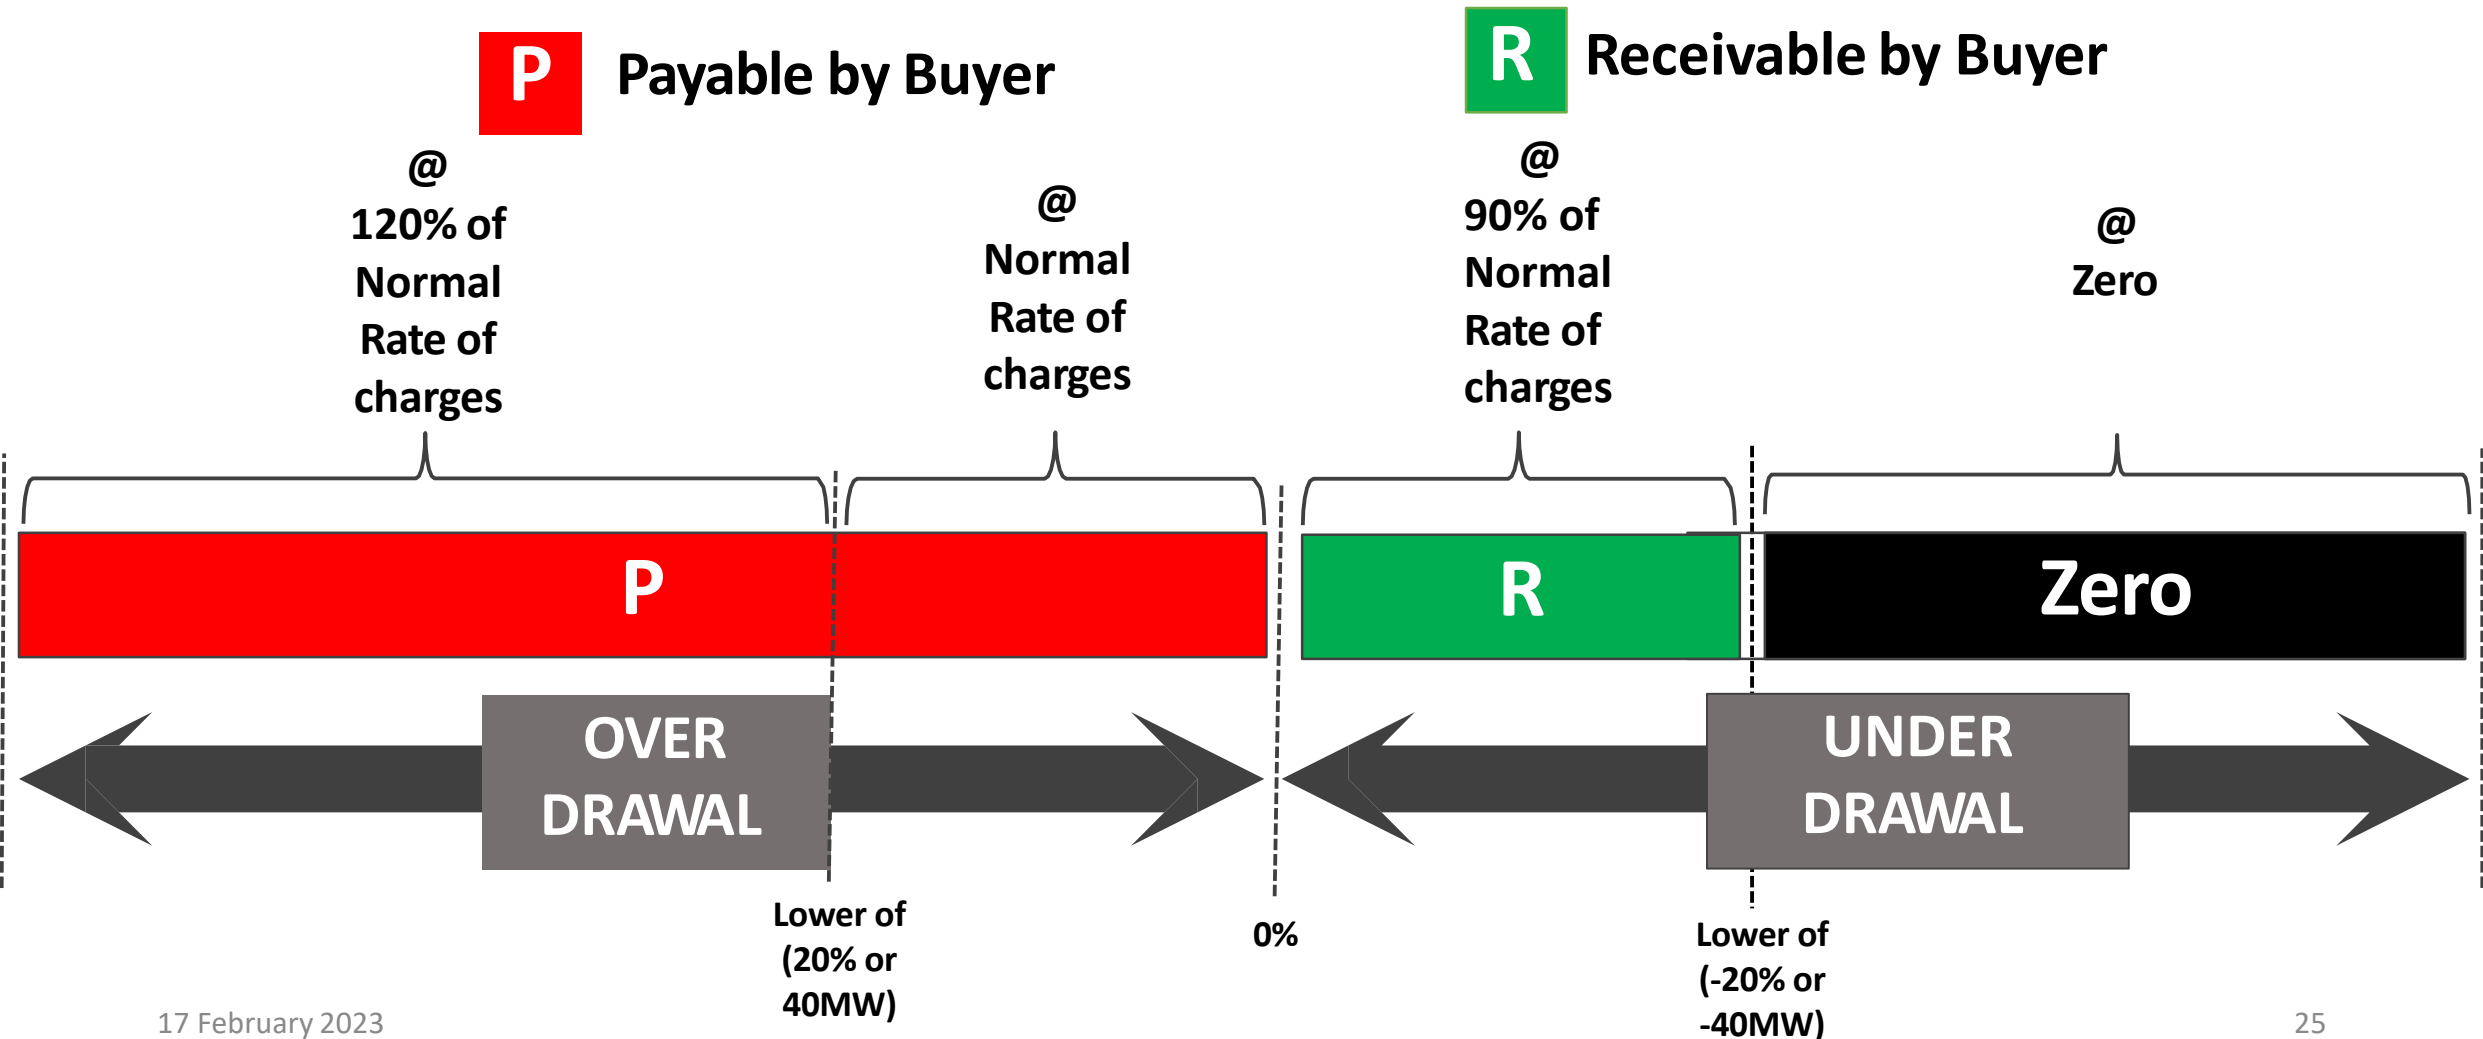 P Payable by Buyer
R Receivable by Buyer
@
120% of
Normal
Rate of
charges
@
Normal
Rate of
charges
@
90% of
Normal
Rate of
charges
@
Zero
P
R
Zero
OVER
DRAWAL
UNDER
DRAWAL
Lower of
(20% or
40MW)
0%
Lower of
(-20% or
-40MW)
17 February 2023
25